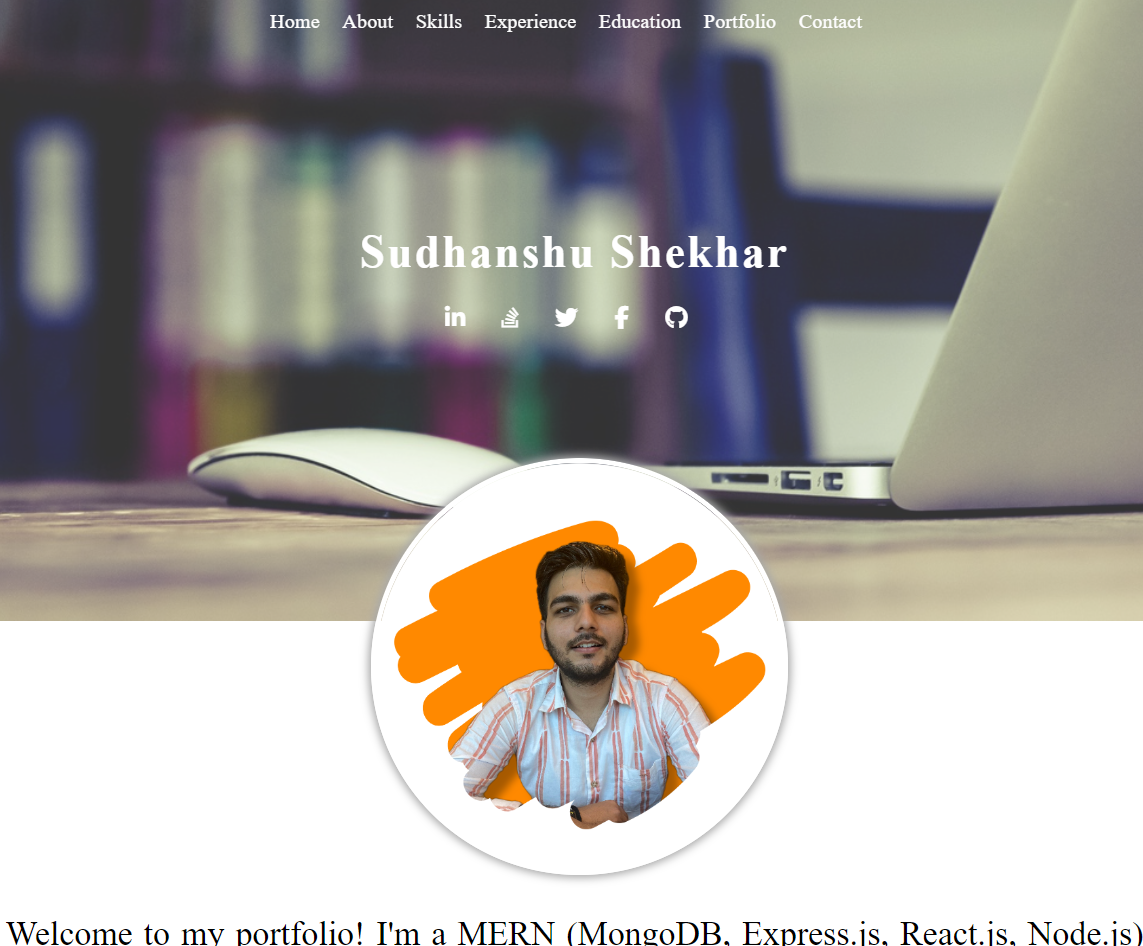 Home About Skills Experience Education Portfolio Contact
Sudhanshu Shekhar
in
Welcome to my portfolio! I'm a MERN (MongoDB, Express.js, React.js, Node.js)